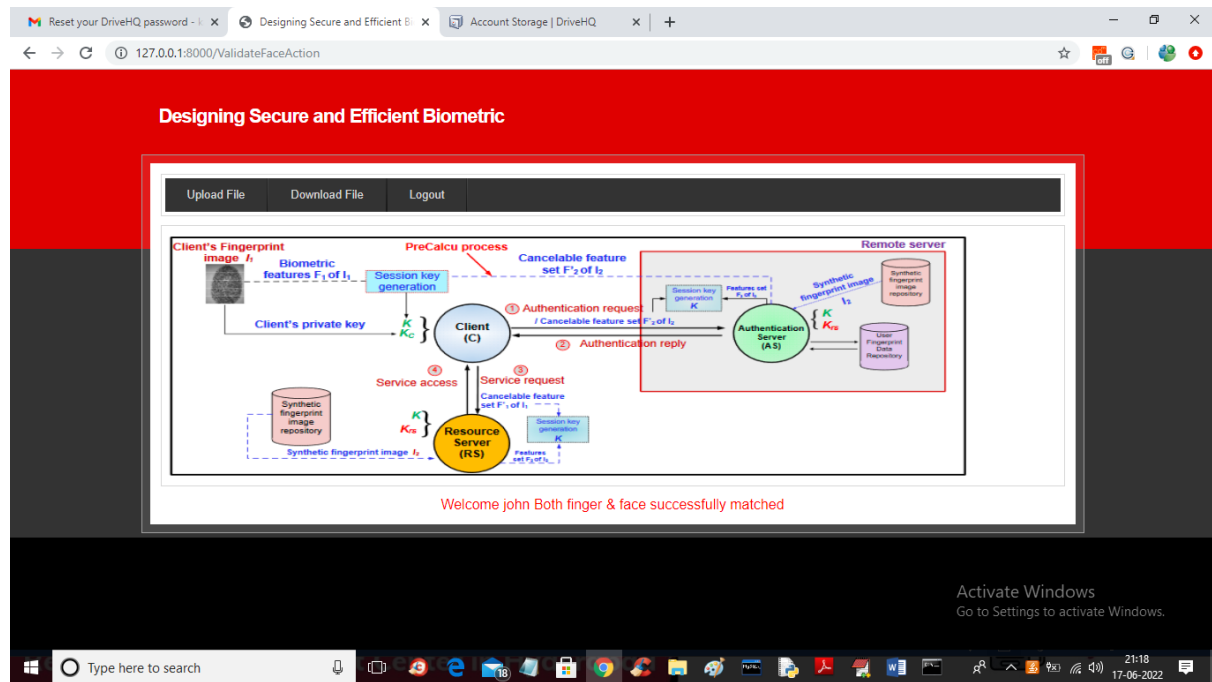 Reset your DriveHQ password -
Designing Secure and Efficient Bi
Account Storage | DriveHQ
127.0.0.1:8000/ValidateFaceAction
off
Designing Secure and Efficient Biometric
Upload File
Download File
Logout
Client's Fingerprint
image I₁
PreCalcu process
Remote server
Biometric
features F₁ of I₁
Session key
generation
Cancelable feature
set F'₂ of I₂
Synthetic
fingerprint image
I₂
Synthetic
fingerprint
image
repository
Session key
generation
K
Features set
Client's private key
K
K_C
Client
(C)
① Authentication request
/ Cancelable feature set F'₂ of I₂
② Authentication reply
Authentication
Server
(AS)
K
K_rs
User
Fingerprint
Data
Repository
④
Service access
③
Service request
Cancelable feature
set F'₁ of I₁
Synthetic
fingerprint
image
repository
K
K_rs
Resource
Server
(RS)
Session key
generation
K
Synthetic fingerprint image I₂
Features
set F₂ of I₂
Welcome john Both finger & face successfully matched
Activate Windows
Go to Settings to activate Windows.
Type here to search
18
21:18
17-06-2022